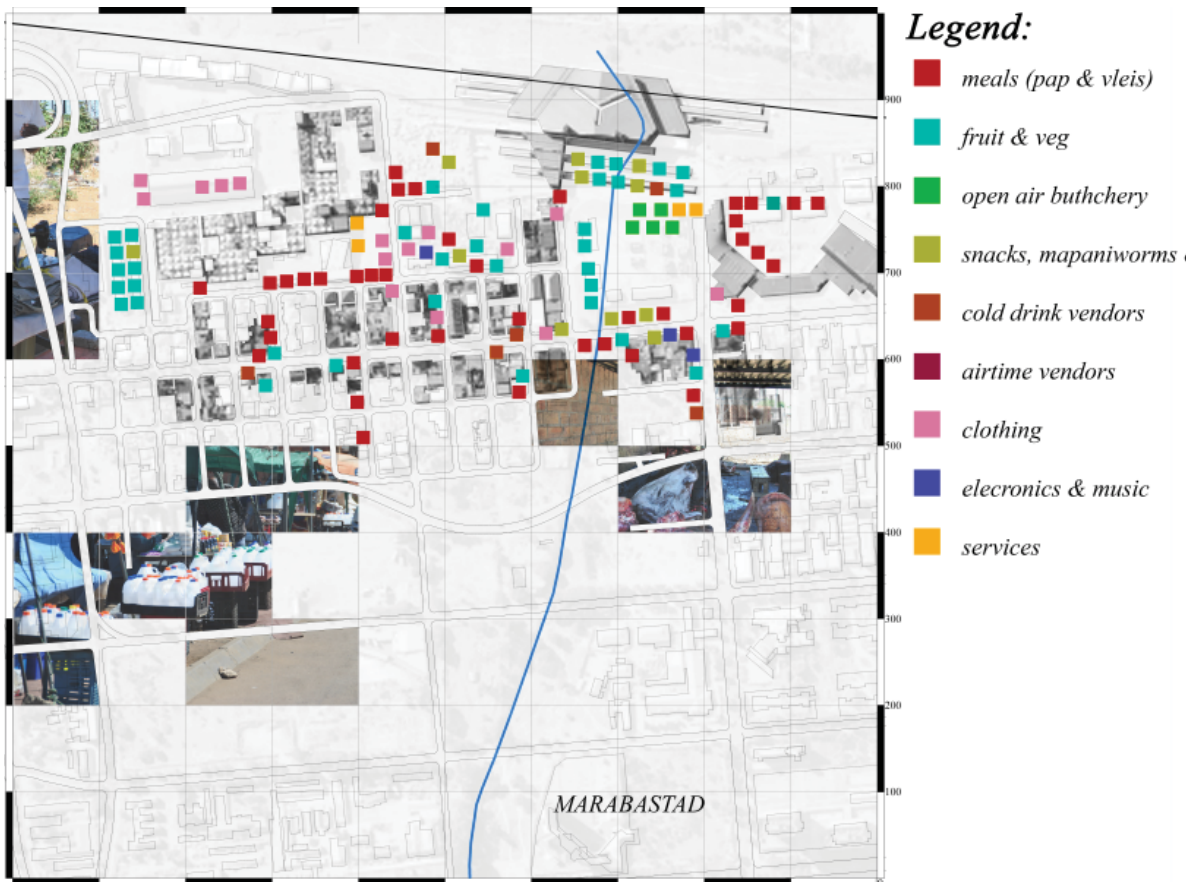 Legend:
meals (pap & vleis)
fruit & veg
open air buthchery
snacks, mapaniworms
cold drink vendors
airtime vendors
clothing
elecronics & music
services
900
800
700
600
500
400
300
200
100
MARABASTAD